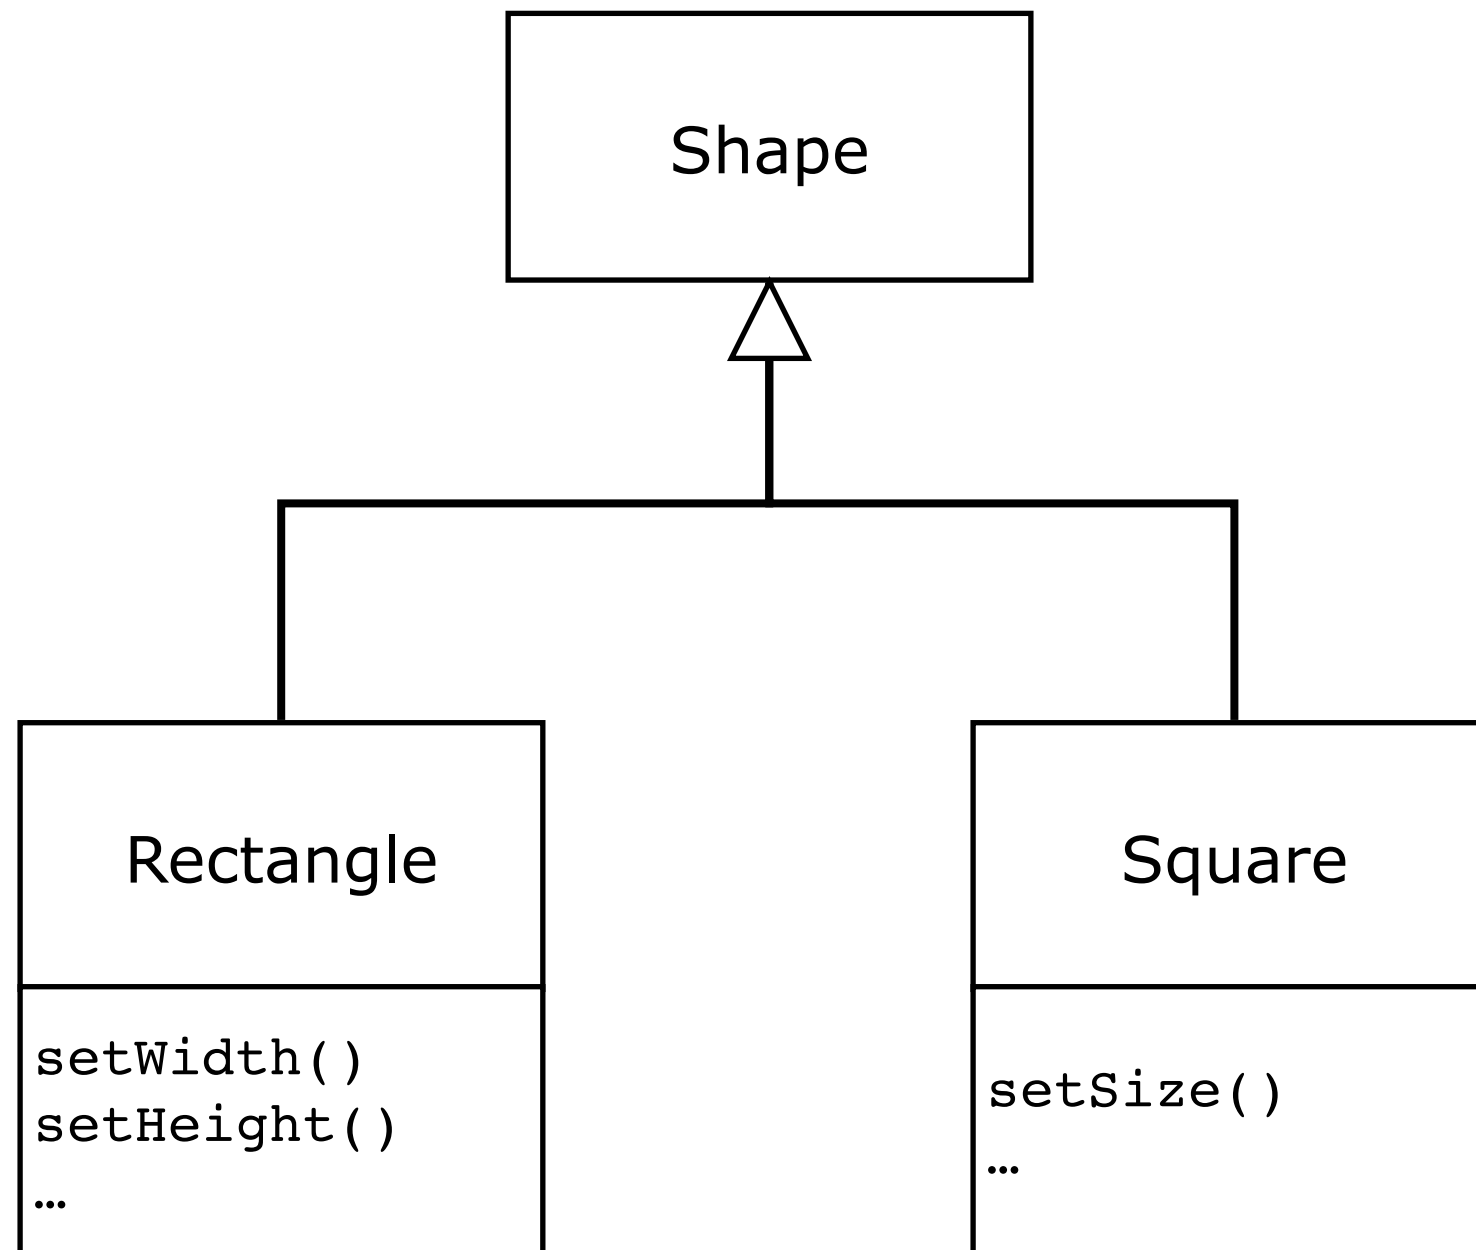 Shape
Rectangle
setWidth()
setHeight()
…
Square
setSize()
…